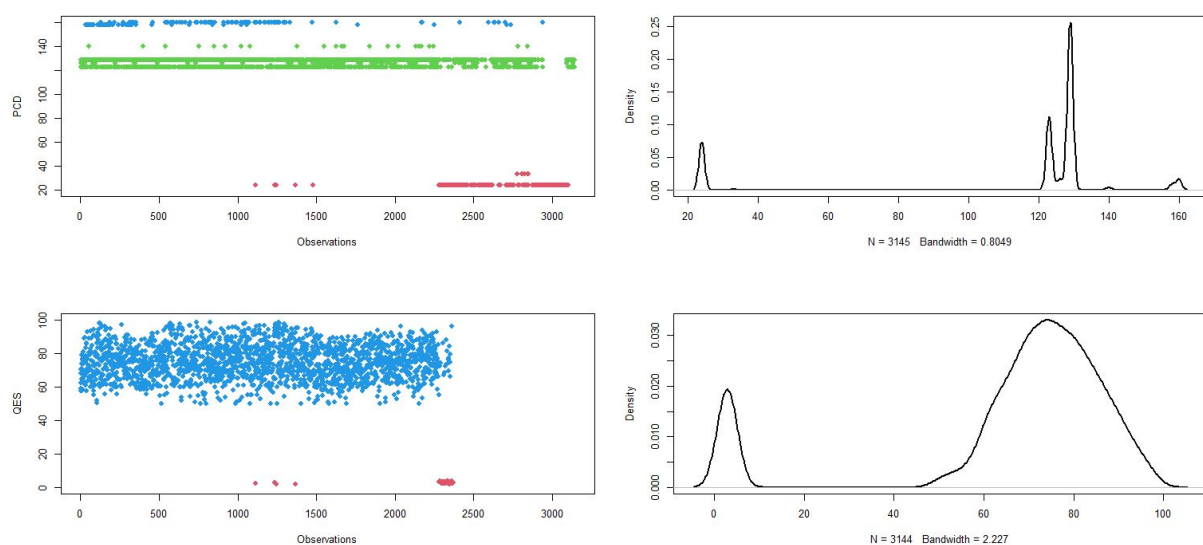 PCD
20 40 60 80 100 140
0 500 1000 1500 2000 2500 3000
Observations
Density
0.00 0.05 0.10 0.15 0.20 0.25
20 40 60 80 100 120 140 160
N = 3145 Bandwidth = 0.8049
QES
0 20 40 60 80 100
0 500 1000 1500 2000 2500 3000
Observations
Density
0.000 0.010 0.020 0.030
0 20 40 60 80 100
N = 3144 Bandwidth = 2.227